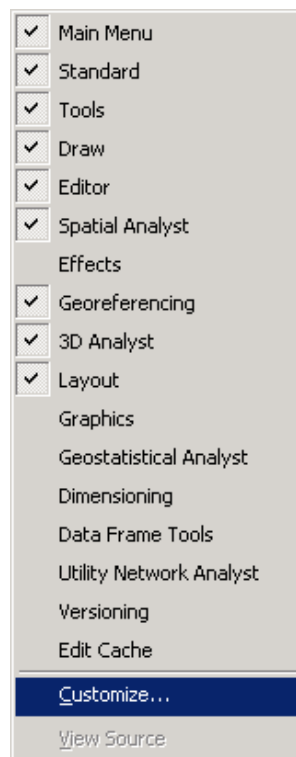 Main Menu
Standard
Tools
Draw
Editor
Spatial Analyst
Effects
Georeferencing
3D Analyst
Layout
Graphics
Geostatistical Analyst
Dimensioning
Data Frame Tools
Utility Network Analyst
Versioning
Edit Cache
Customize...
View Source